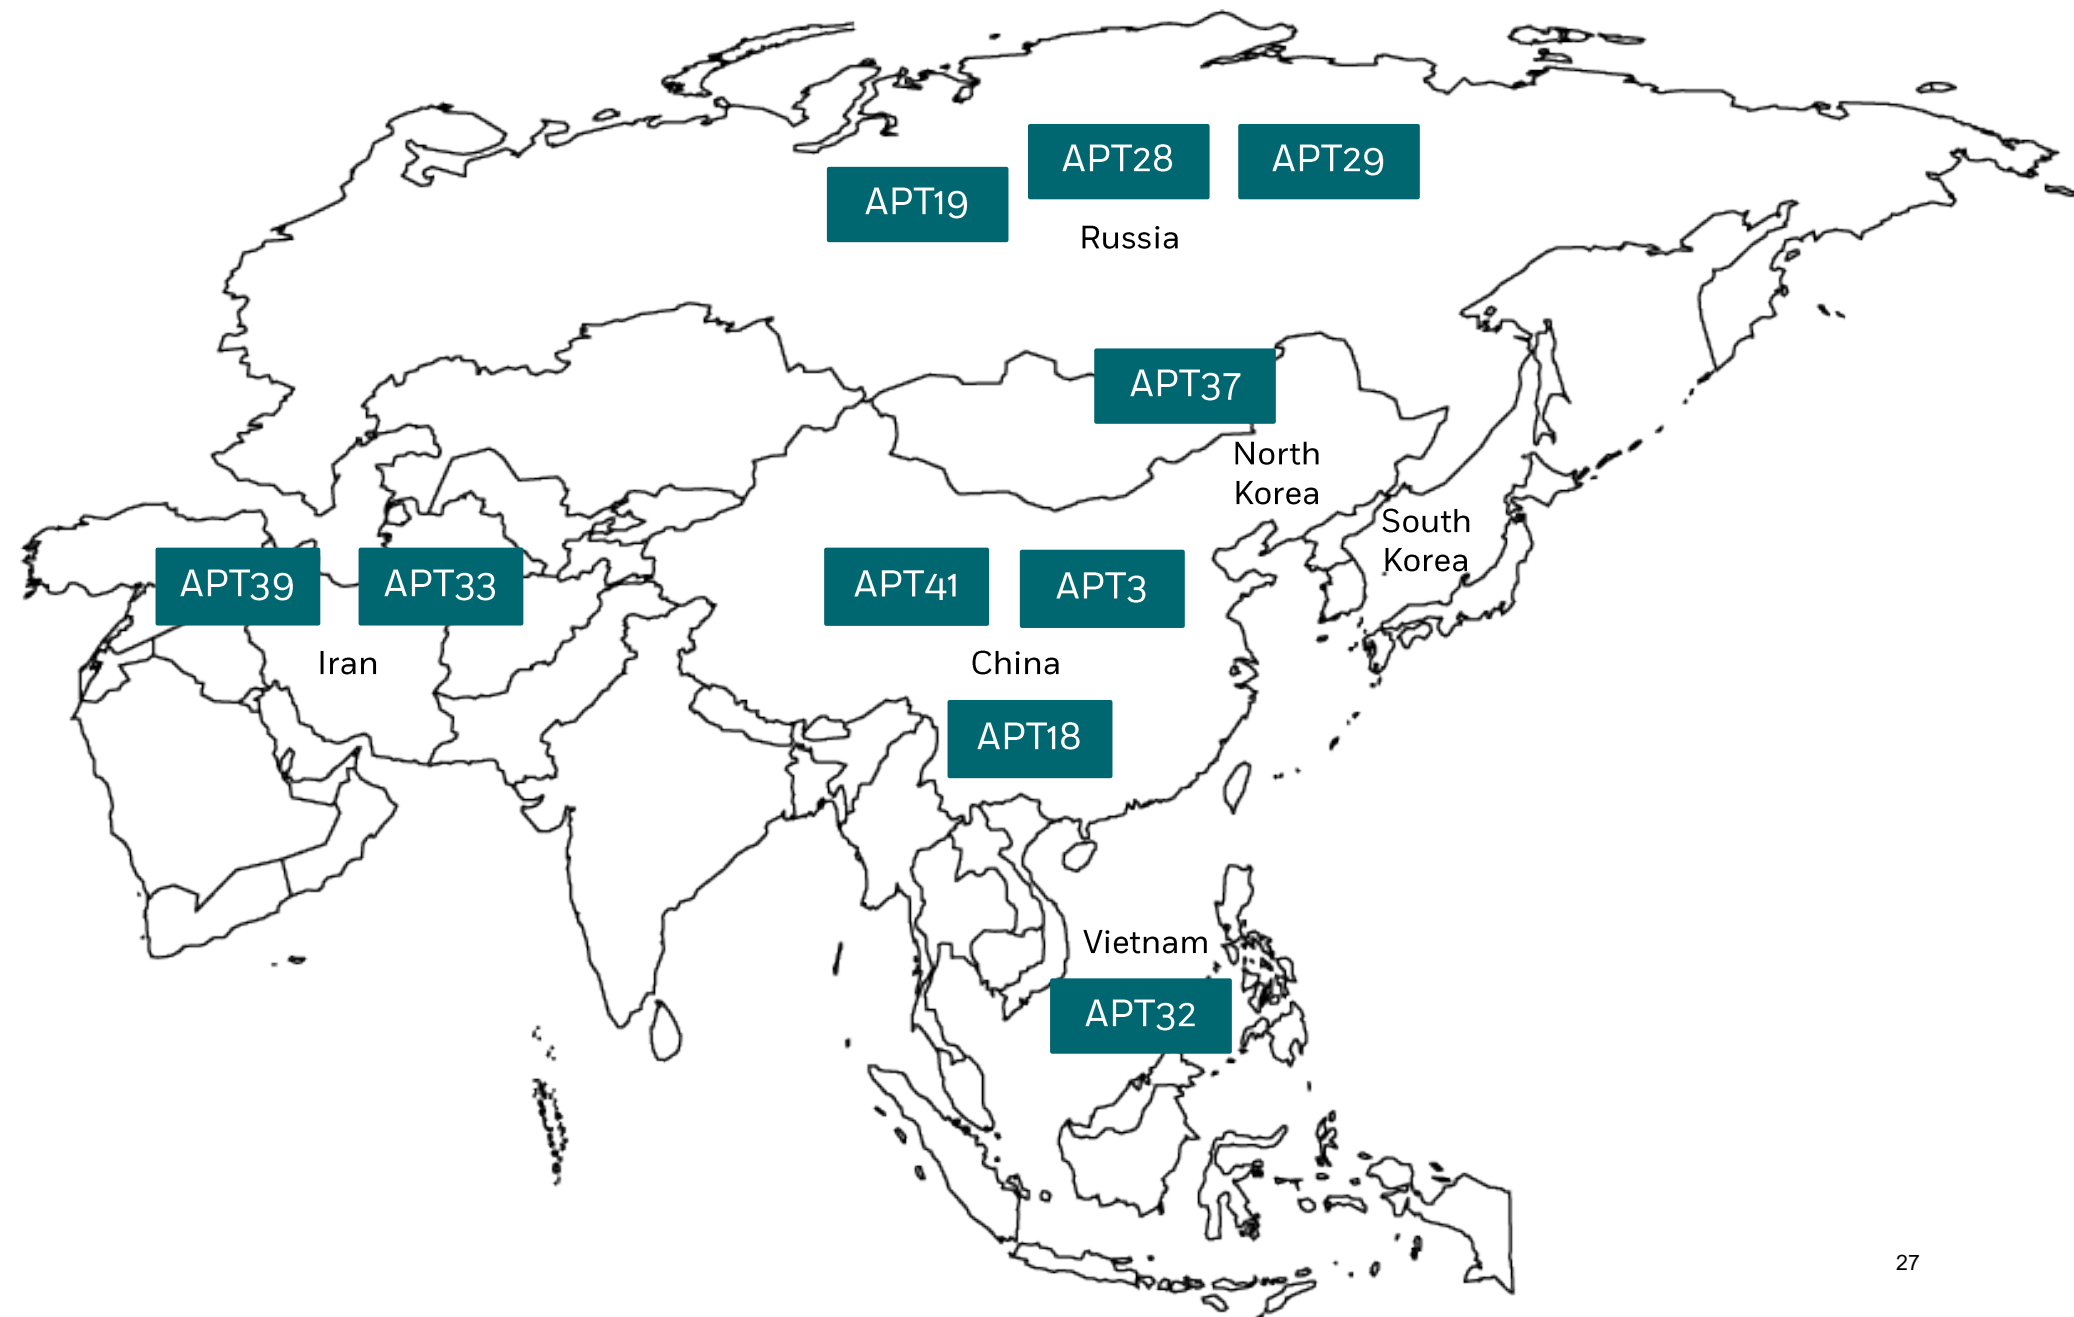 APT28
APT29
APT19
Russia
APT37
North
Korea
South
Korea
APT39
APT33
APT41
APT3
Iran
China
APT18
Vietnam
APT32
27